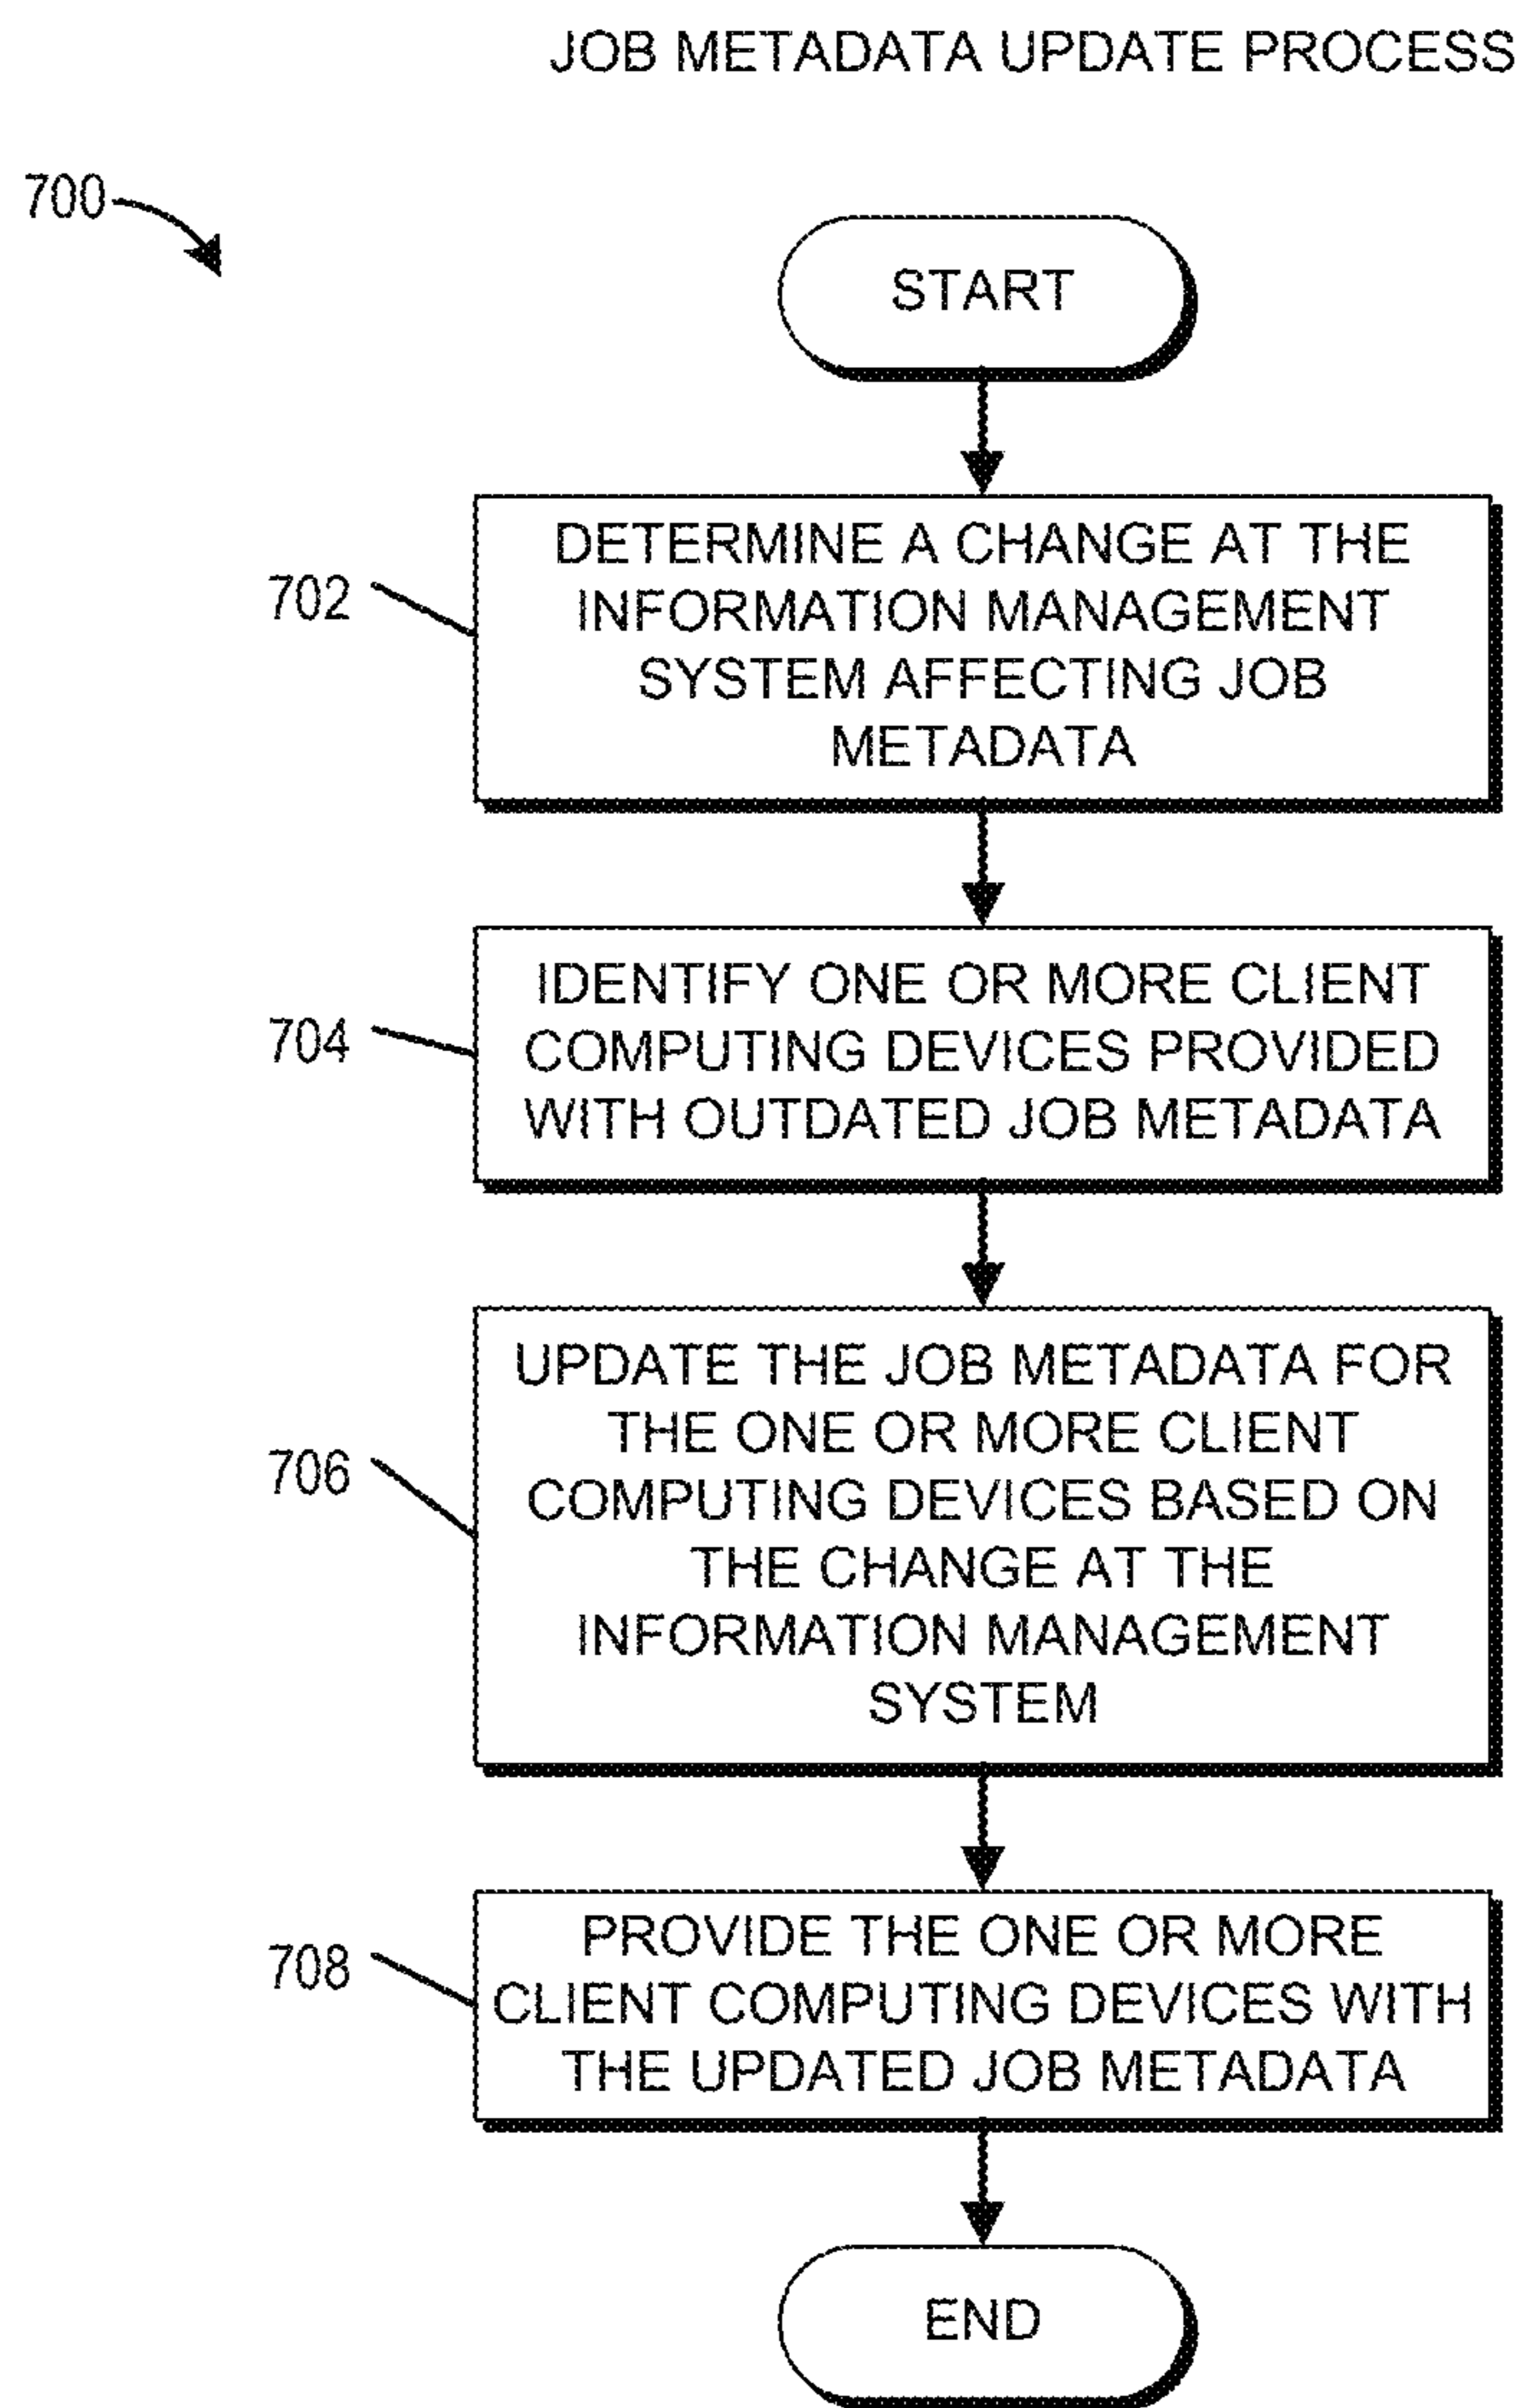 JOB METADATA UPDATE PROCESS
700
START
702
DETERMINE A CHANGE AT THE
INFORMATION MANAGEMENT
SYSTEM AFFECTING JOB
METADATA
704
IDENTIFY ONE OR MORE CLIENT
COMPUTING DEVICES PROVIDED
WITH OUTDATED JOB METADATA
706
UPDATE THE JOB METADATA FOR
THE ONE OR MORE CLIENT
COMPUTING DEVICES BASED ON
THE CHANGE AT THE
INFORMATION MANAGEMENT
SYSTEM
708
PROVIDE THE ONE OR MORE
CLIENT COMPUTING DEVICES WITH
THE UPDATED JOB METADATA
END